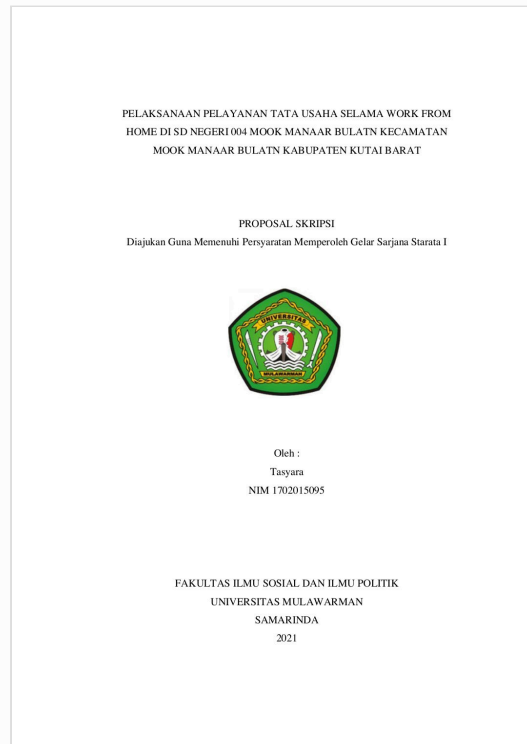 PELAKSANAAN PELAYANAN TATA USAHA SELAMA WORK FROM
HOME DI SD NEGERI 004 MOOK MANAAR BULATN KECAMATAN
MOOK MANAAR BULATN KABUPATEN KUTAI BARAT
PROPOSAL SKRIPSI
Diajukan Guna Memenuhi Persyaratan Memperoleh Gelar Sarjana Starata I
UNIVERSITAS
MULAWARMAN
Oleh :
Tasyara
NIM 1702015095
FAKULTAS ILMU SOSIAL DAN ILMU POLITIK
UNIVERSITAS MULAWARMAN
SAMARINDA
2021